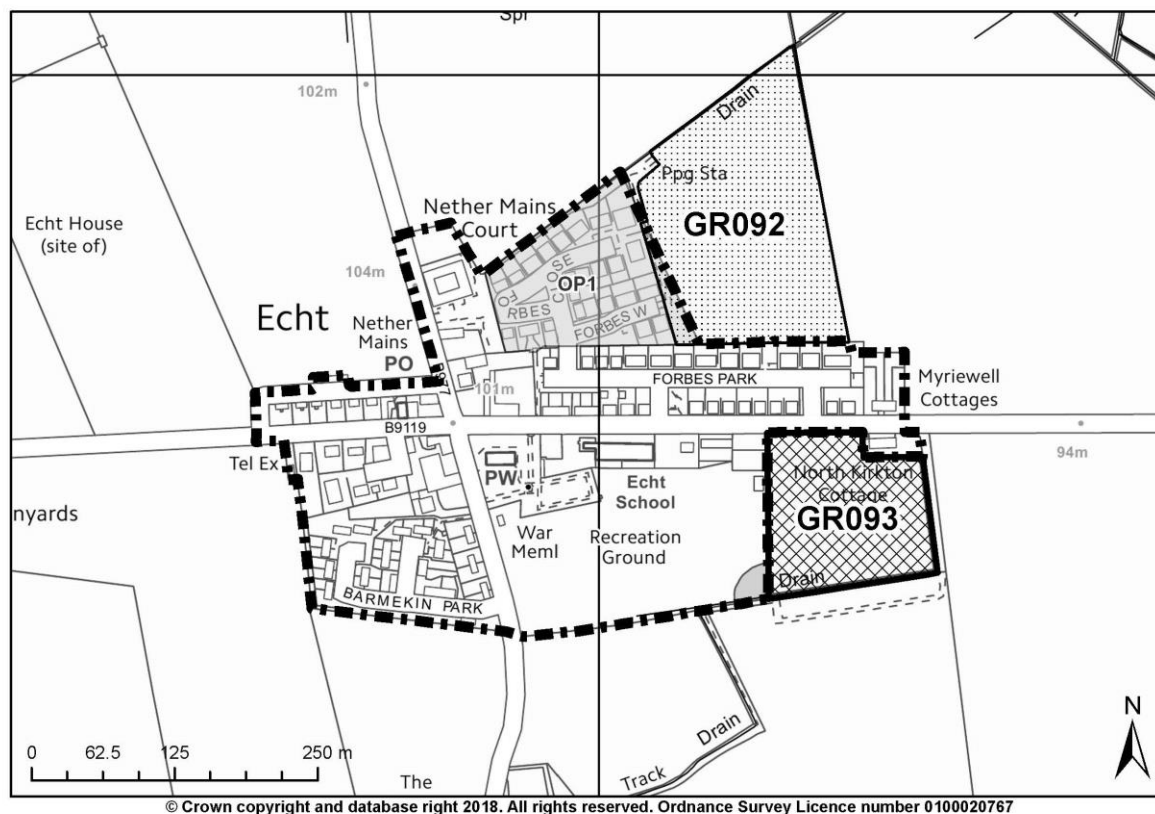 Spr
102m
Drain
Ppg Sta
Nether Mains
Court
GR092
Echt House
(site of)
104m
OP1
CLOSE
FORBES
FORBES W
Echt
Nether
Mains
PO
101m
FORBES PARK
Myriewell
Cottages
B9119
94m
Tel Ex
PW
Echt
School
North Kirkton
Cottage
GR093
nyards
War
Meml
Recreation
Ground
Drain
BARMEKIN PARK
Drain
Track
The
N
0 62.5 125 250 m
© Crown copyright and database right 2018. All rights reserved. Ordnance Survey Licence number 0100020767